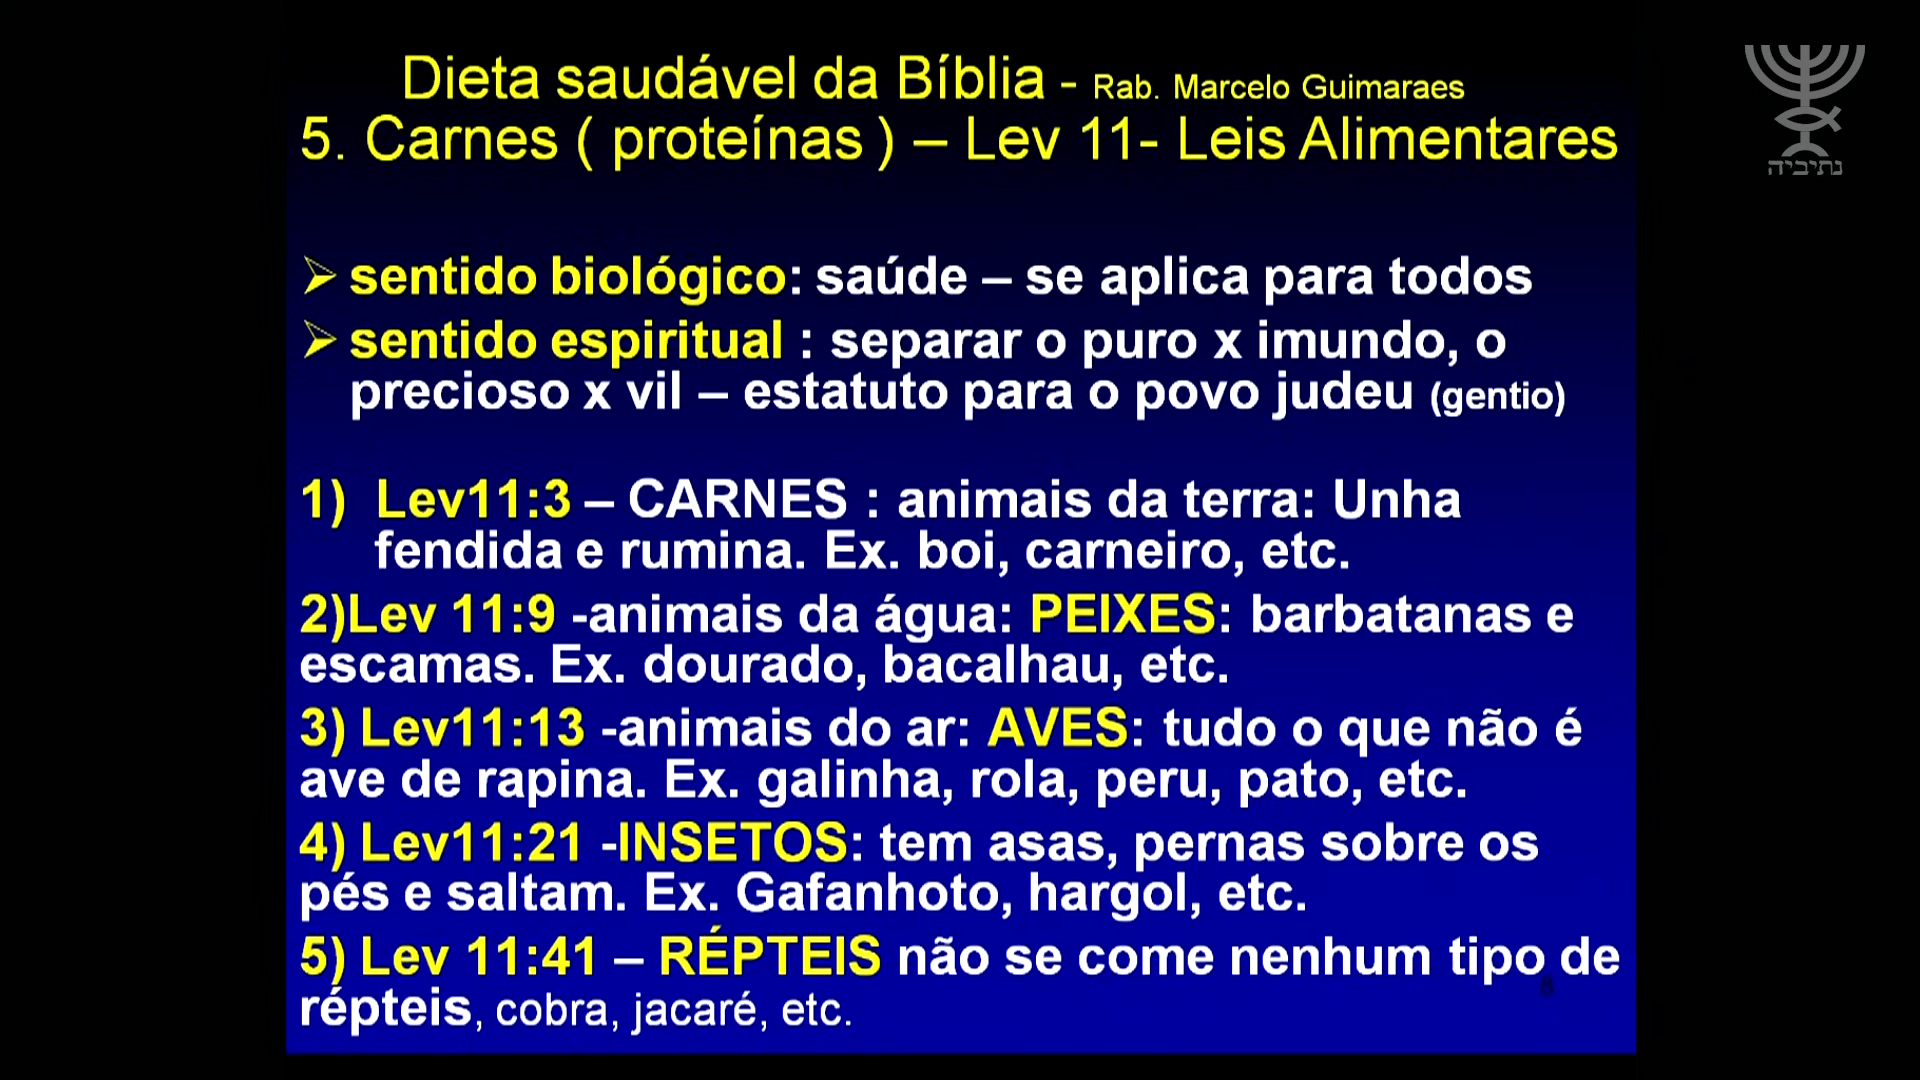 Dieta saudável da Bíblia - Rab. Marcelo Guimaraes
5. Carnes ( proteínas ) – Lev 11- Leis Alimentares
נתיביה
➢ sentido biológico: saúde – se aplica para todos
➢ sentido espiritual : separar o puro x imundo, o
precioso x vil – estatuto para o povo judeu (gentio)
1) Lev11:3 – CARNES : animais da terra: Unha
fendida e rumina. Ex. boi, carneiro, etc.
2)Lev 11:9 -animais da água: PEIXES: barbatanas e
escamas. Ex. dourado, bacalhau, etc.
3) Lev11:13 -animais do ar: AVES: tudo o que não é
ave de rapina. Ex. galinha, rola, peru, pato, etc.
4) Lev11:21 -INSETOS: tem asas, pernas sobre os
pés e saltam. Ex. Gafanhoto, hargol, etc.
5) Lev 11:41 – RÉPTEIS não se come nenhum tipo de
répteis, cobra, jacaré, etc.
8